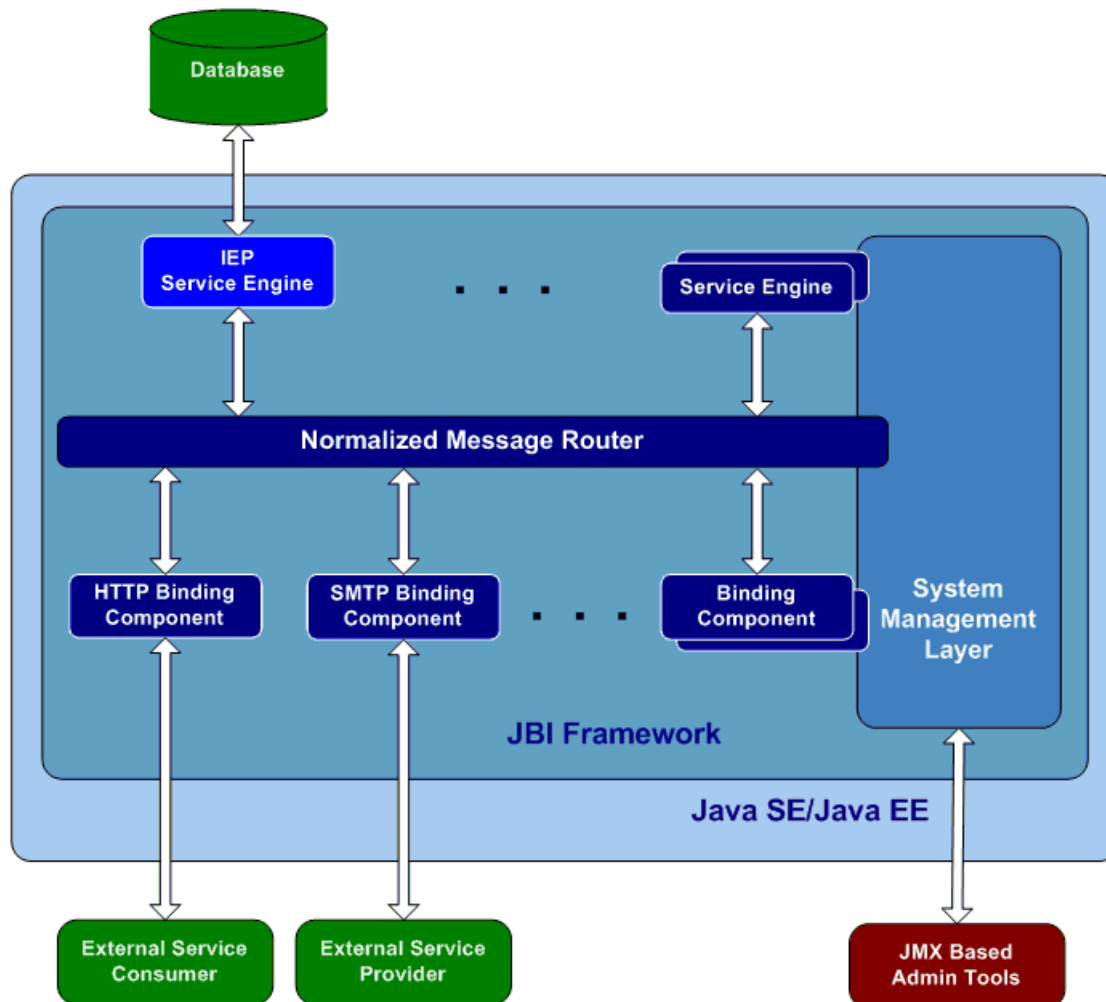 Database
IEP
Service Engine
. . .
Service Engine
Normalized Message Router
HTTP Binding
Component
SMTP Binding
Component
. . .
Binding
Component
System
Management
Layer
JBI Framework
Java SE/Java EE
External Service
Consumer
External Service
Provider
JMX Based
Admin Tools